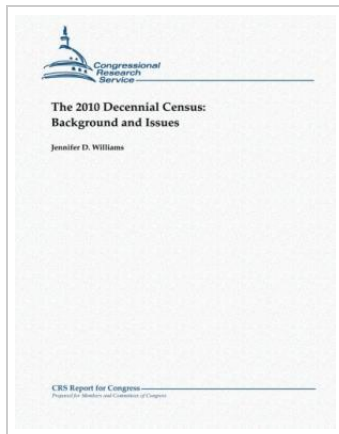 Congressional
Research
Service
The 2010 Decennial Census:
Background and Issues
Jennifer D. Williams
CRS Report for Congress
Prepared for Members and Committees of Congress